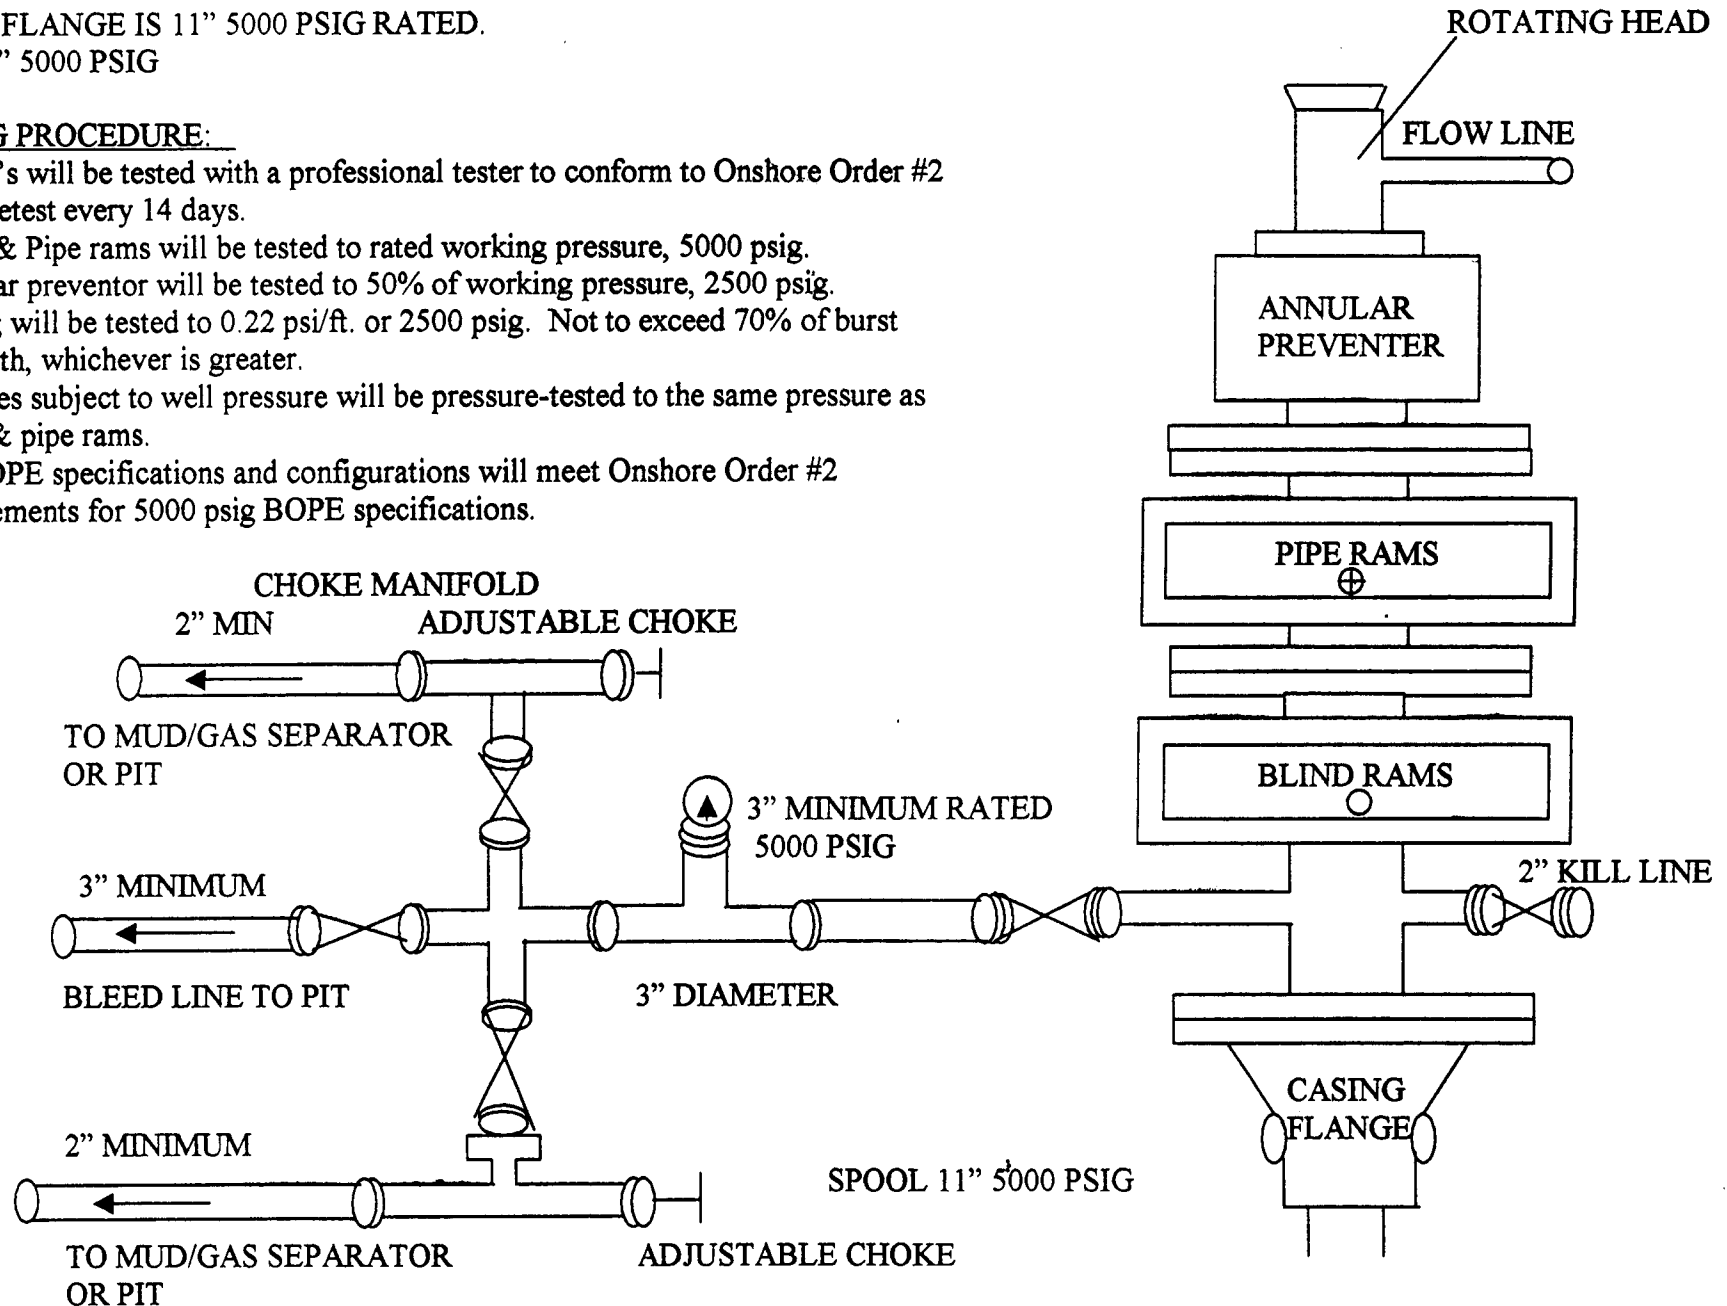 FLANGE IS 11” 5000 PSIG RATED.
” 5000 PSIG
G PROCEDURE:
’s will be tested with a professional tester to conform to Onshore Order #2
etest every 14 days.
& Pipe rams will be tested to rated working pressure, 5000 psig.
ar preventor will be tested to 50% of working pressure, 2500 psig.
will be tested to 0.22 psi/ft. or 2500 psig. Not to exceed 70% of burst
th, whichever is greater.
es subject to well pressure will be pressure-tested to the same pressure as
& pipe rams.
OPE specifications and configurations will meet Onshore Order #2
ements for 5000 psig BOPE specifications.
ROTATING HEAD
FLOW LINE
ANNULAR
PREVENTER
PIPE RAMS
BLIND RAMS
2” KILL LINE
CASING
FLANGE
CHOKE MANIFOLD
2” MIN
ADJUSTABLE CHOKE
TO MUD/GAS SEPARATOR
OR PIT
3” MINIMUM RATED
5000 PSIG
3” MINIMUM
BLEED LINE TO PIT
3” DIAMETER
2” MINIMUM
SPOOL 11” 5000 PSIG
TO MUD/GAS SEPARATOR
OR PIT
ADJUSTABLE CHOKE